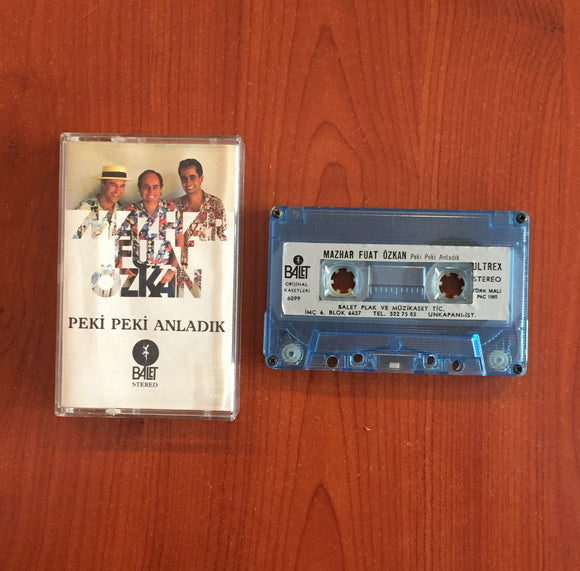 MAZHAR
FUAT
ÖZKAN
PEKİ PEKİ ANLADIK
BALET
STEREO
MAZHAR FUAT ÖZKAN Peki Peki Anladık
BALET
ORİJİNAL
KASETLERİ
6099
ULTREX
STEREO
TÜRK MALI
P&C 1985
BALET PLAK VE MÜZİKASET TİC.
İMÇ 6. BLOK 6437 TEL. 522 75 85 UNKAPANI-İST.